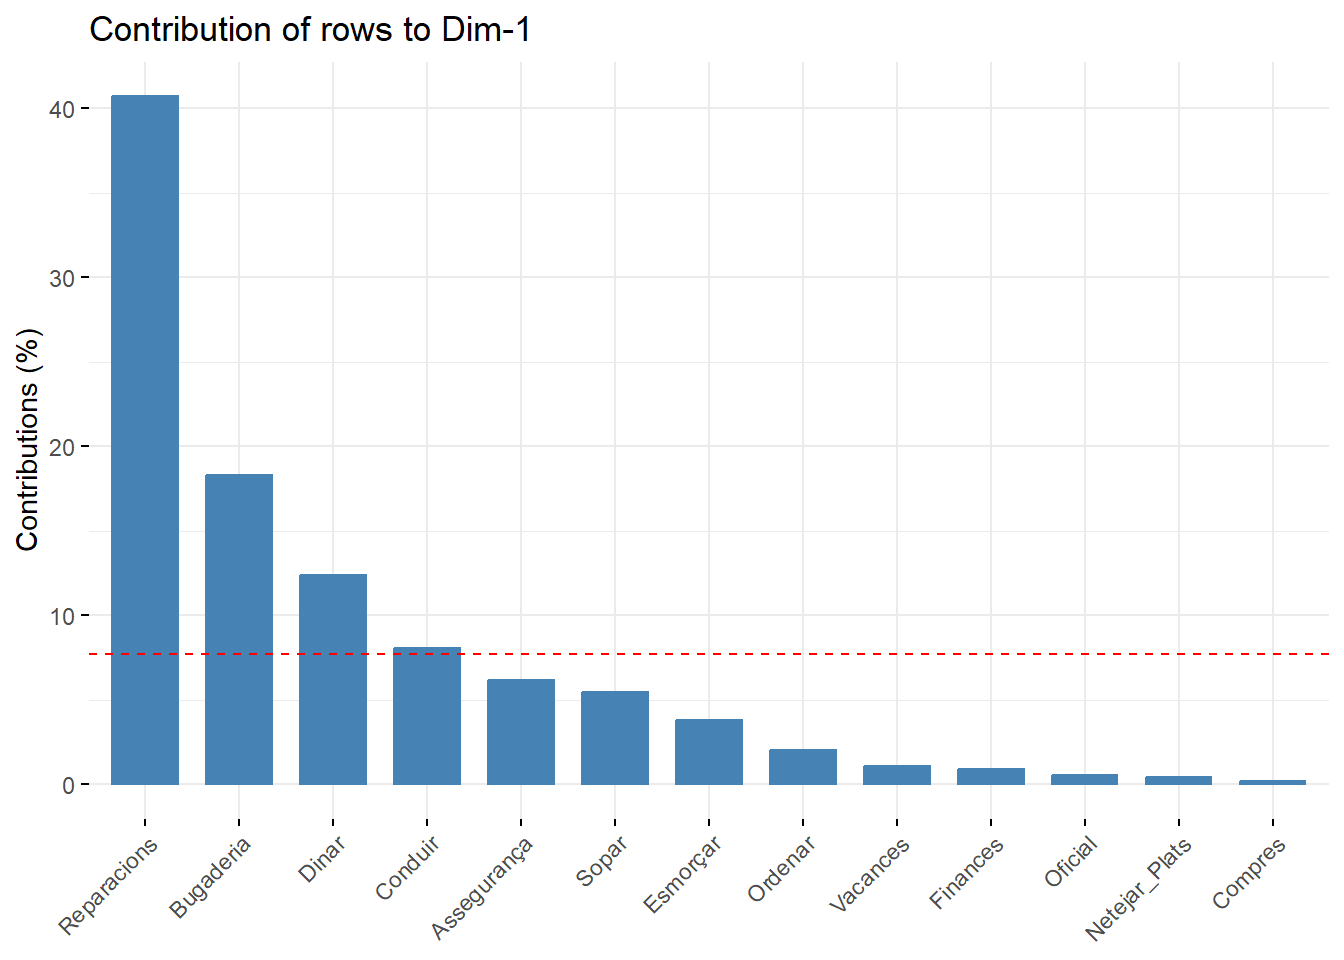 Contribution of rows to Dim-1
Contributions (%)
40
30
20
10
0
Reparacions
Bugaderia
Dinar
Conduir
Assegurança
Sopar
Esmorçar
Ordenar
Vacances
Finances
Oficial
Netejar_Plats
Compres